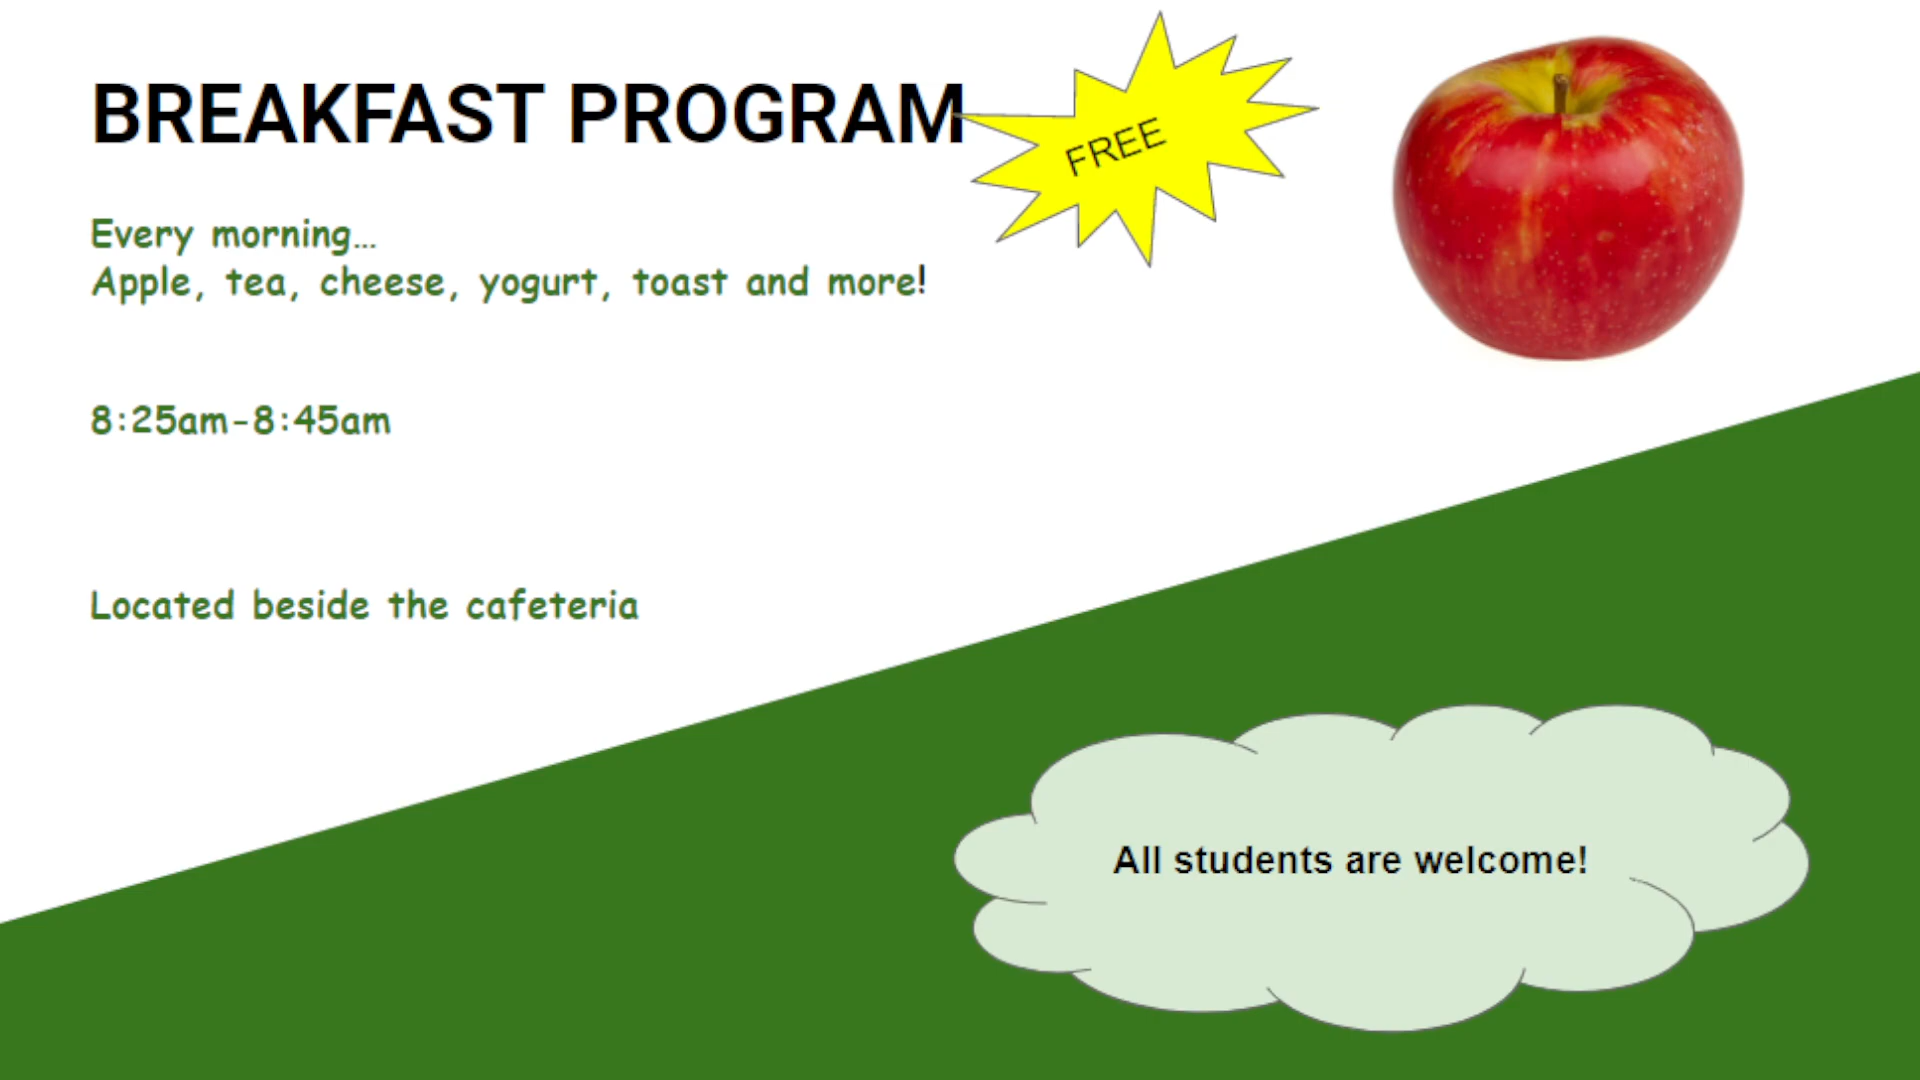 BREAKFAST PROGRAM
FREE
Every morning…
Apple, tea, cheese, yogurt, toast and more!
8:25am-8:45am
Located beside the cafeteria
All students are welcome!